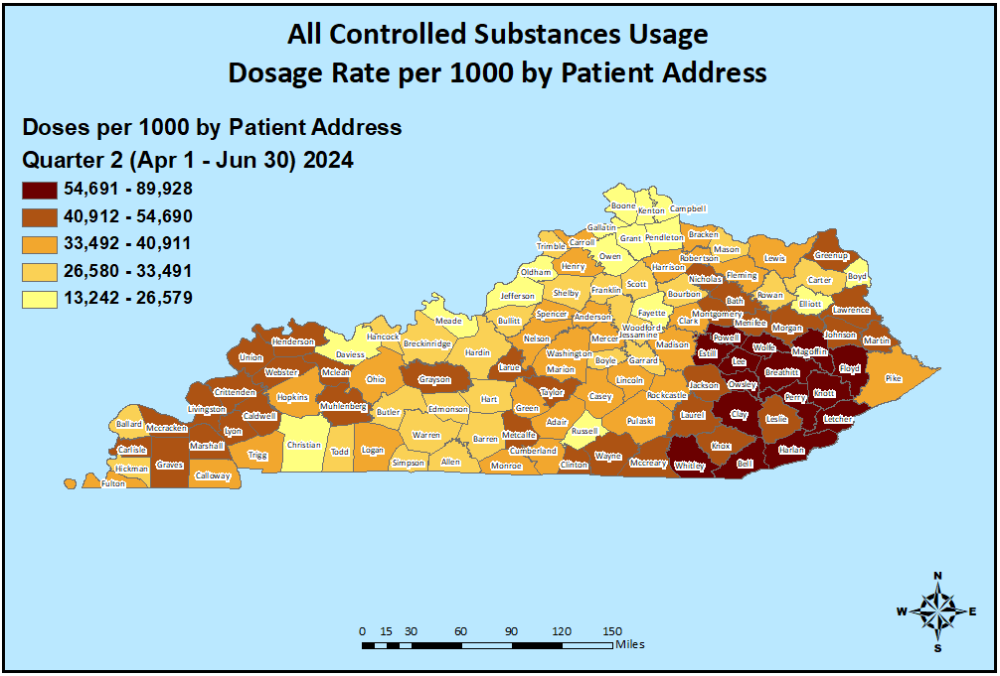 All Controlled Substances Usage
Dosage Rate per 1000 by Patient Address
Doses per 1000 by Patient Address
Quarter 2 (Apr 1 - Jun 30) 2024
54,691 - 89,928
40,912 - 54,690
33,492 - 40,911
26,580 - 33,491
13,242 - 26,579
Boone
Kenton
Campbell
Gallatin
Grant
Pendleton
Bracken
Trimble
Carroll
Owen
Mason
Robertson
Lewis
Greenup
Henry
Harrison
Oldham
Nicholas
Fleming
Carter
Boyd
Jefferson
Shelby
Franklin
Scott
Bourbon
Rowan
Elliott
Bath
Lawrence
Meade
Bullitt
Spencer
Anderson
Fayette
Woodford
Clark
Montgomery
Menifee
Morgan
Hancock
Henderson
Daviess
Breckinridge
Hardin
Nelson
Mercer
Jessamine
Madison
Powell
Estill
Wolfe
Magoffin
Johnson
Martin
Union
Webster
Mclean
Ohio
Grayson
Larue
Washington
Marion
Boyle
Garrard
Lee
Breathitt
Floyd
Pike
Crittenden
Hopkins
Muhlenberg
Butler
Edmonson
Hart
Green
Taylor
Casey
Lincoln
Rockcastle
Jackson
Owsley
Perry
Knott
Livingston
Caldwell
Lyon
Ballard
Mccracken
Christian
Todd
Logan
Warren
Barren
Metcalfe
Adair
Russell
Pulaski
Laurel
Clay
Leslie
Letcher
Carlisle
Marshall
Graves
Trigg
Simpson
Allen
Monroe
Cumberland
Clinton
Wayne
Mccreary
Whitley
Knox
Bell
Harlan
Hickman
Fulton
Calloway
N
W
E
S
0 15 30 60 90 120 150
Miles